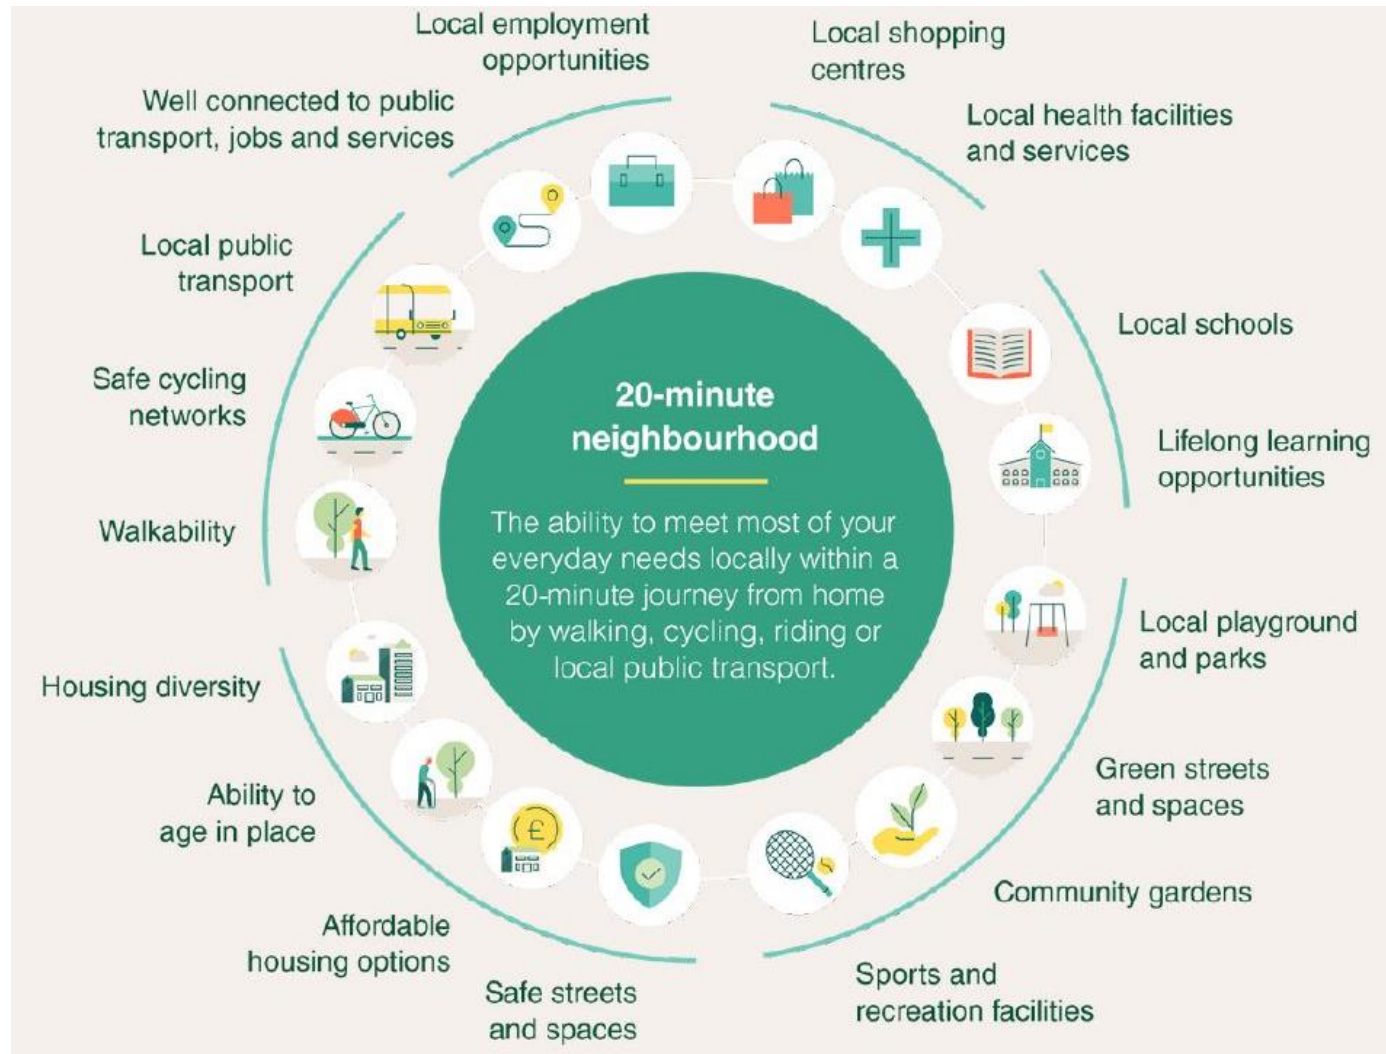 Local employment
opportunities
Local shopping
centres
Well connected to public
transport, jobs and services
Local health facilities
and services
Local public
transport
Local schools
Safe cycling
networks
Lifelong learning
opportunities
Walkability
20-minute
neighbourhood
The ability to meet most of your
everyday needs locally within a
20-minute journey from home
by walking, cycling, riding or
local public transport.
Local playground
and parks
Housing diversity
Green streets
and spaces
Ability to
age in place
£
Community gardens
Affordable
housing options
Sports and
recreation facilities
Safe streets
and spaces